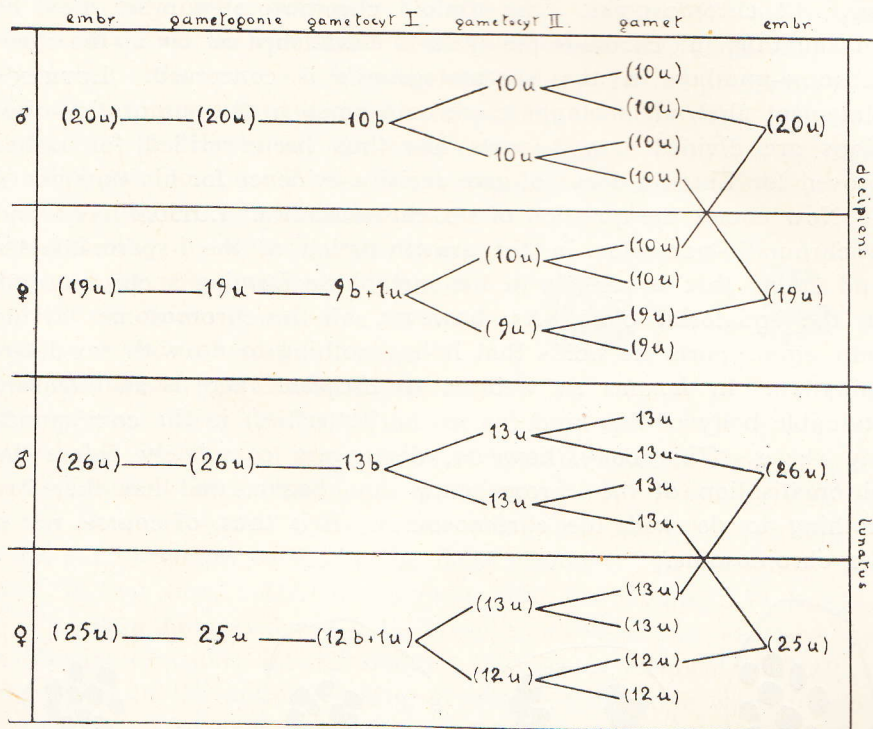 embr. gametogonie gametocyt I. gametocyt II. gamet embr.
(10u)
10u (10u)
♂ (20u) (20u) 10b (20u)
10u (10u)
(10u)
decipiens
(10u) (10u)
(10u)
♀ (19u) 19u 9b+1u (19u)
(9u) (9u)
(9u)
13u 13u
13u
♂ (26u) (26u) 13b (26u)
13u 13u
13u
lunatus
(13u) (13u)
(13u)
♀ (25u) 25u (12b+1u) (25u)
(12u) (12u)
(12u)